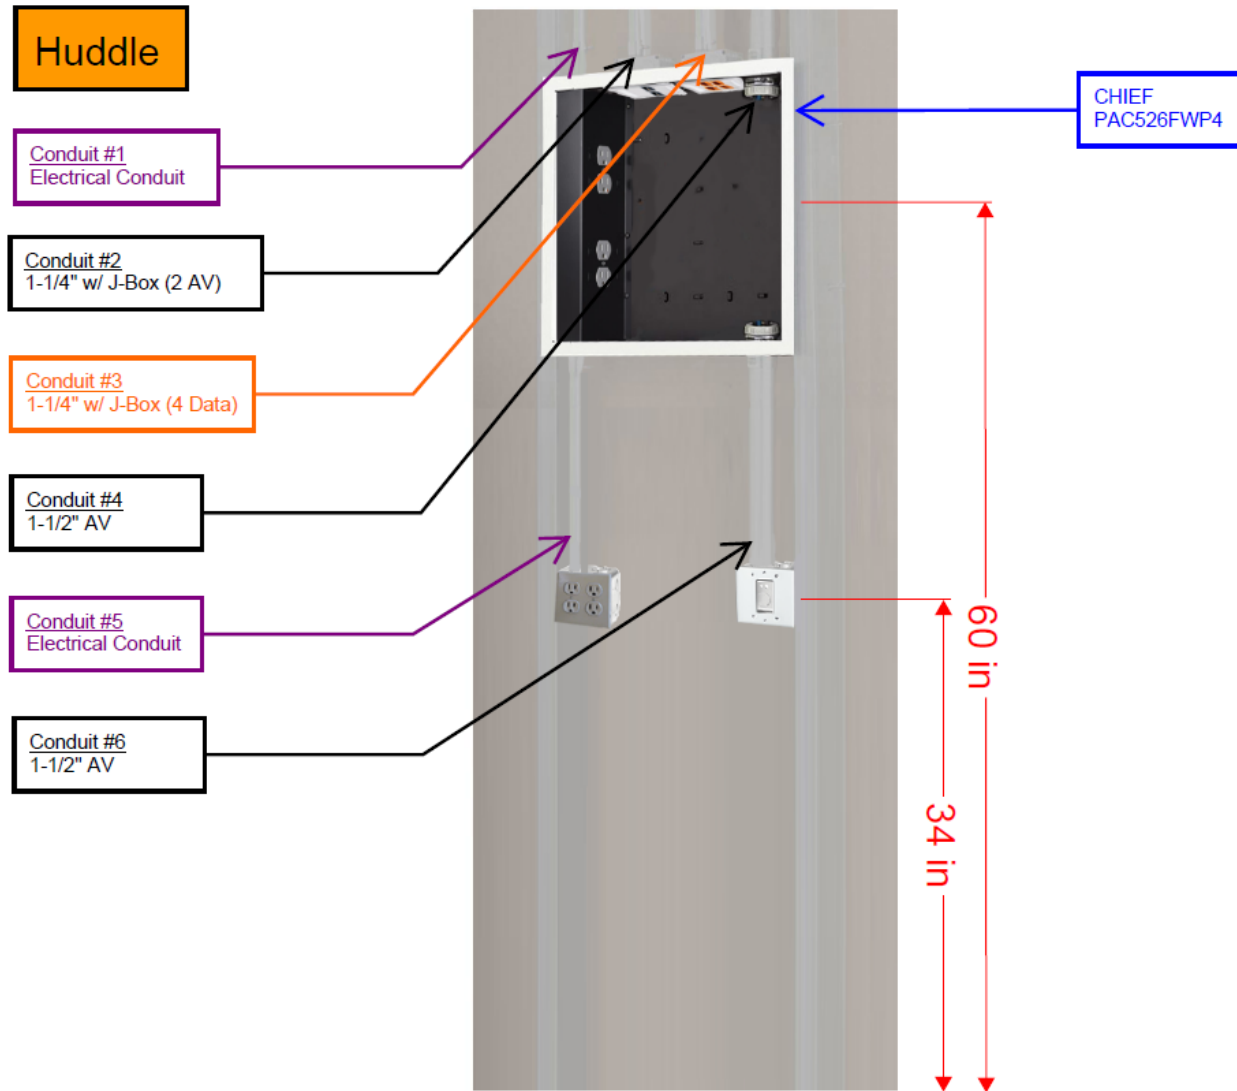 Huddle
Conduit #1
Electrical Conduit
Conduit #2
1-1/4" w/ J-Box (2 AV)
Conduit #3
1-1/4" w/ J-Box (4 Data)
Conduit #4
1-1/2" AV
Conduit #5
Electrical Conduit
Conduit #6
1-1/2" AV
CHIEF
PAC526FWP4
60 in
34 in